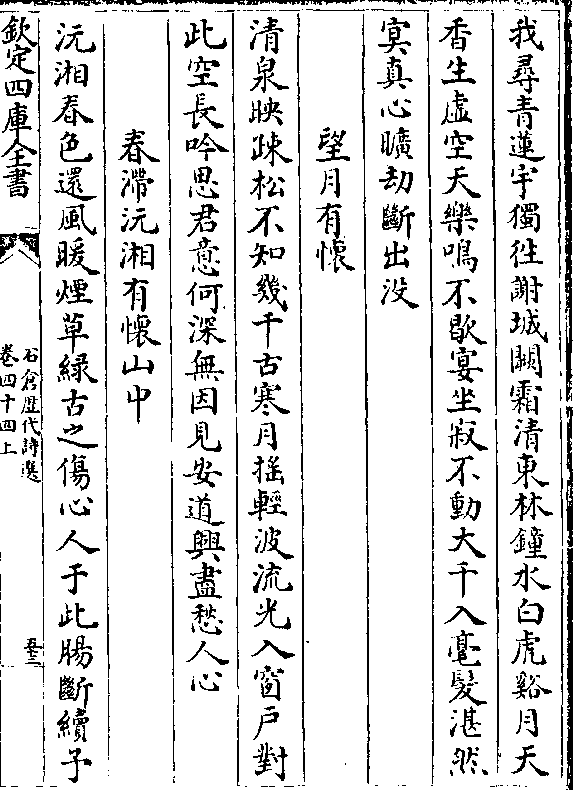 我尋青蓮宇獨徃謝城闕霜清東林鐘水白虎谿月天
香生虛空天樂鳴不歇宴坐寂不動大千入毫髮湛然
冥真心曠劫斷出没
望月有懷
清泉映疎松不知幾千古寒月揺輕波流光入窗戶對
此空長吟思君意何深無因見安道興盡愁人心
春滯沅湘有懷山中
沅湘春色還風暖煙草緑古之傷心人于此腸斷續予
欽定四庫全書
石倉歴代詩選
卷四十四上
五十三